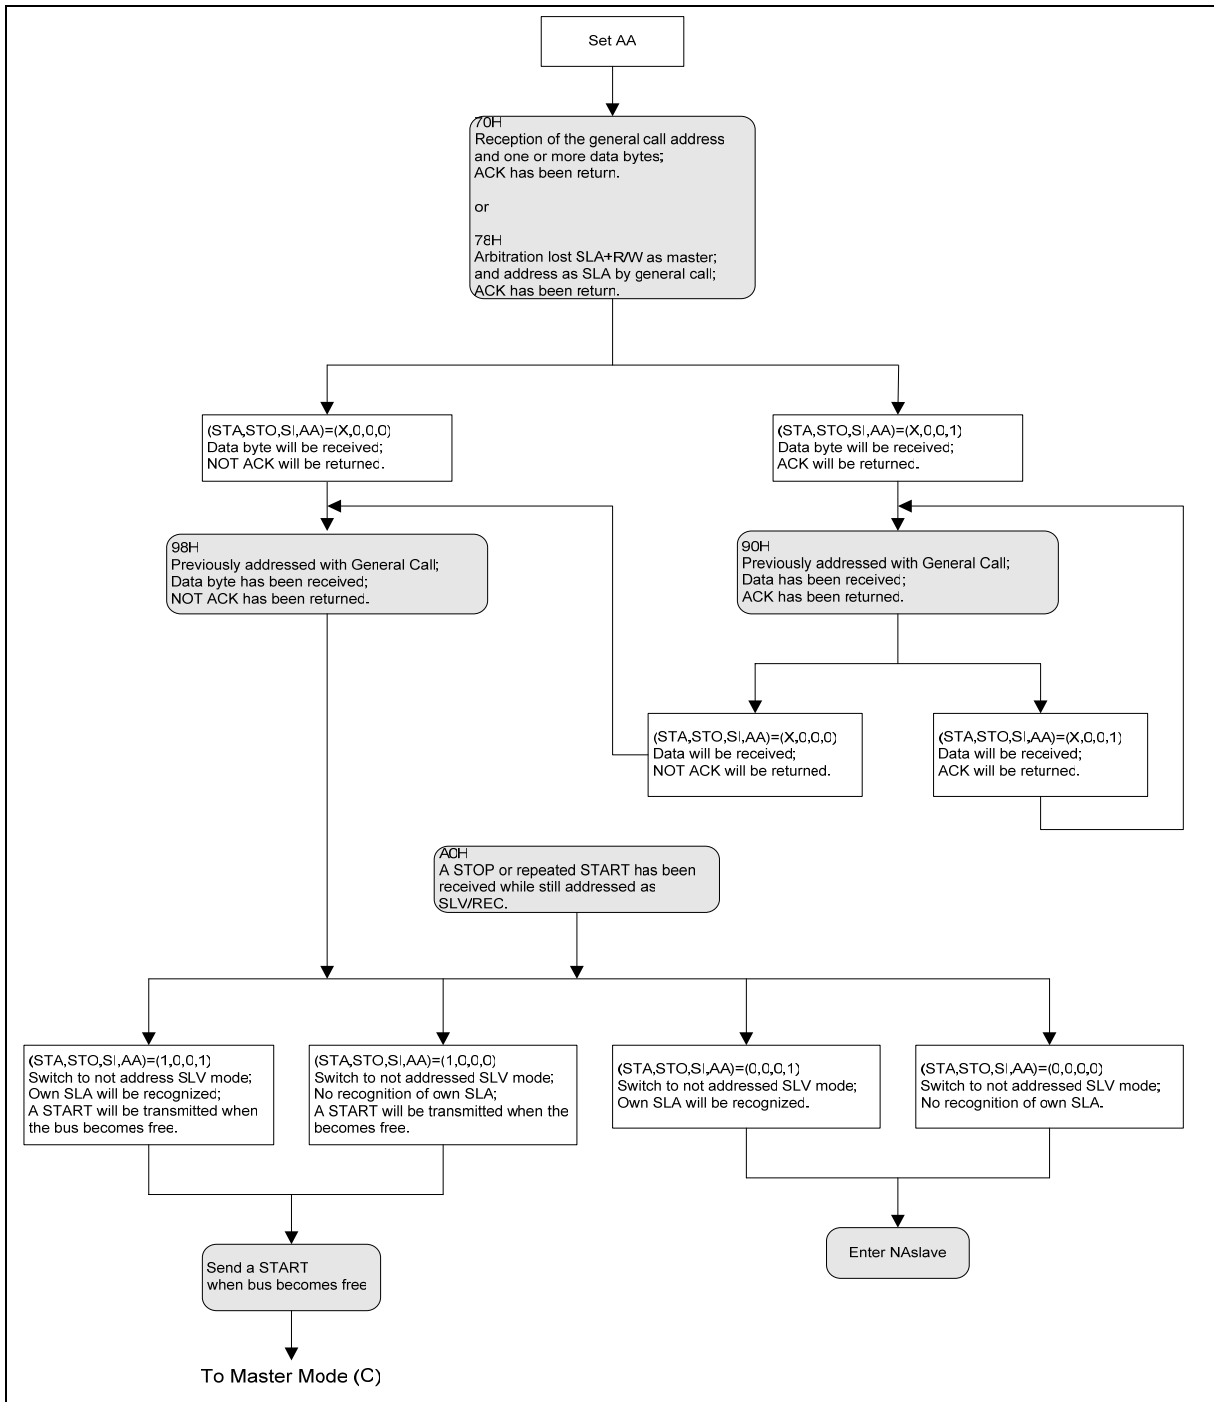 Set AA
70H
Reception of the general call address
and one or more data bytes;
ACK has been return.
or
78H
Arbitration lost SLA+R/W as master;
and address as SLA by general call;
ACK has been return.
(STA,STO,SI,AA)=(X,0,0,0)
Data byte will be received;
NOT ACK will be returned.
(STA,STO,SI,AA)=(X,0,0,1)
Data byte will be received;
ACK will be returned.
98H
Previously addressed with General Call;
Data byte has been received;
NOT ACK has been returned.
90H
Previously addressed with General Call;
Data has been received;
ACK has been returned.
(STA,STO,SI,AA)=(X,0,0,0)
Data will be received;
NOT ACK will be returned.
(STA,STO,SI,AA)=(X,0,0,1)
Data will be received;
ACK will be returned.
A0H
A STOP or repeated START has been
received while still addressed as
SLV/REC.
(STA,STO,SI,AA)=(1,0,0,1)
Switch to not address SLV mode;
Own SLA will be recognized;
A START will be transmitted when
the bus becomes free.
(STA,STO,SI,AA)=(1,0,0,0)
Switch to not addressed SLV mode;
No recognition of own SLA;
A START will be transmitted when the
becomes free.
(STA,STO,SI,AA)=(0,0,0,1)
Switch to not addressed SLV mode;
Own SLA will be recognized.
(STA,STO,SI,AA)=(0,0,0,0)
Switch to not addressed SLV mode;
No recognition of own SLA.
Send a START
when bus becomes free
Enter NAslave
To Master Mode (C)